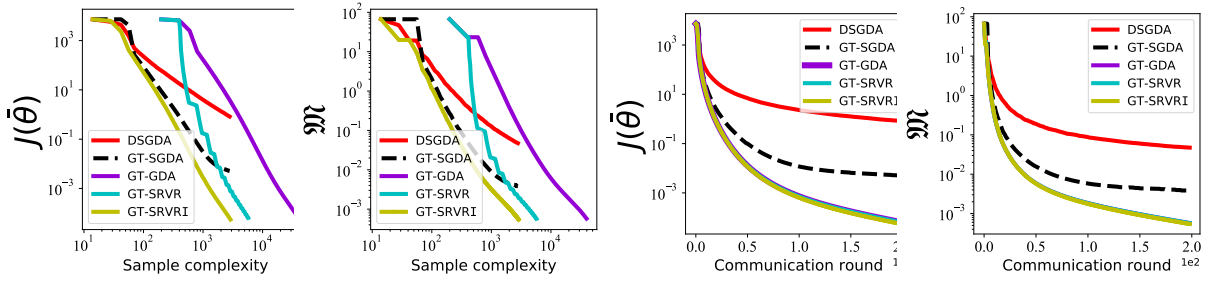 J(θ̄)
10³
10¹
10⁻¹
10⁻³
DSGDA
GT-SGDA
GT-GDA
GT-SRVR
GT-SRVRI
10¹ 10² 10³ 10⁴
Sample complexity
𝔐
10²
10¹
10⁰
10⁻¹
10⁻²
10⁻³
DSGDA
GT-SGDA
GT-GDA
GT-SRVR
GT-SRVRI
10¹ 10² 10³ 10⁴
Sample complexity
J(θ̄)
10³
10¹
10⁻¹
10⁻³
DSGDA
GT-SGDA
GT-GDA
GT-SRVR
GT-SRVRI
0.0 0.5 1.0 1.5
Communication round
𝔐
10²
10¹
10⁰
10⁻¹
10⁻²
10⁻³
DSGDA
GT-SGDA
GT-GDA
GT-SRVR
GT-SRVRI
0.0 0.5 1.0 1.5 2.0
1e2
Communication round